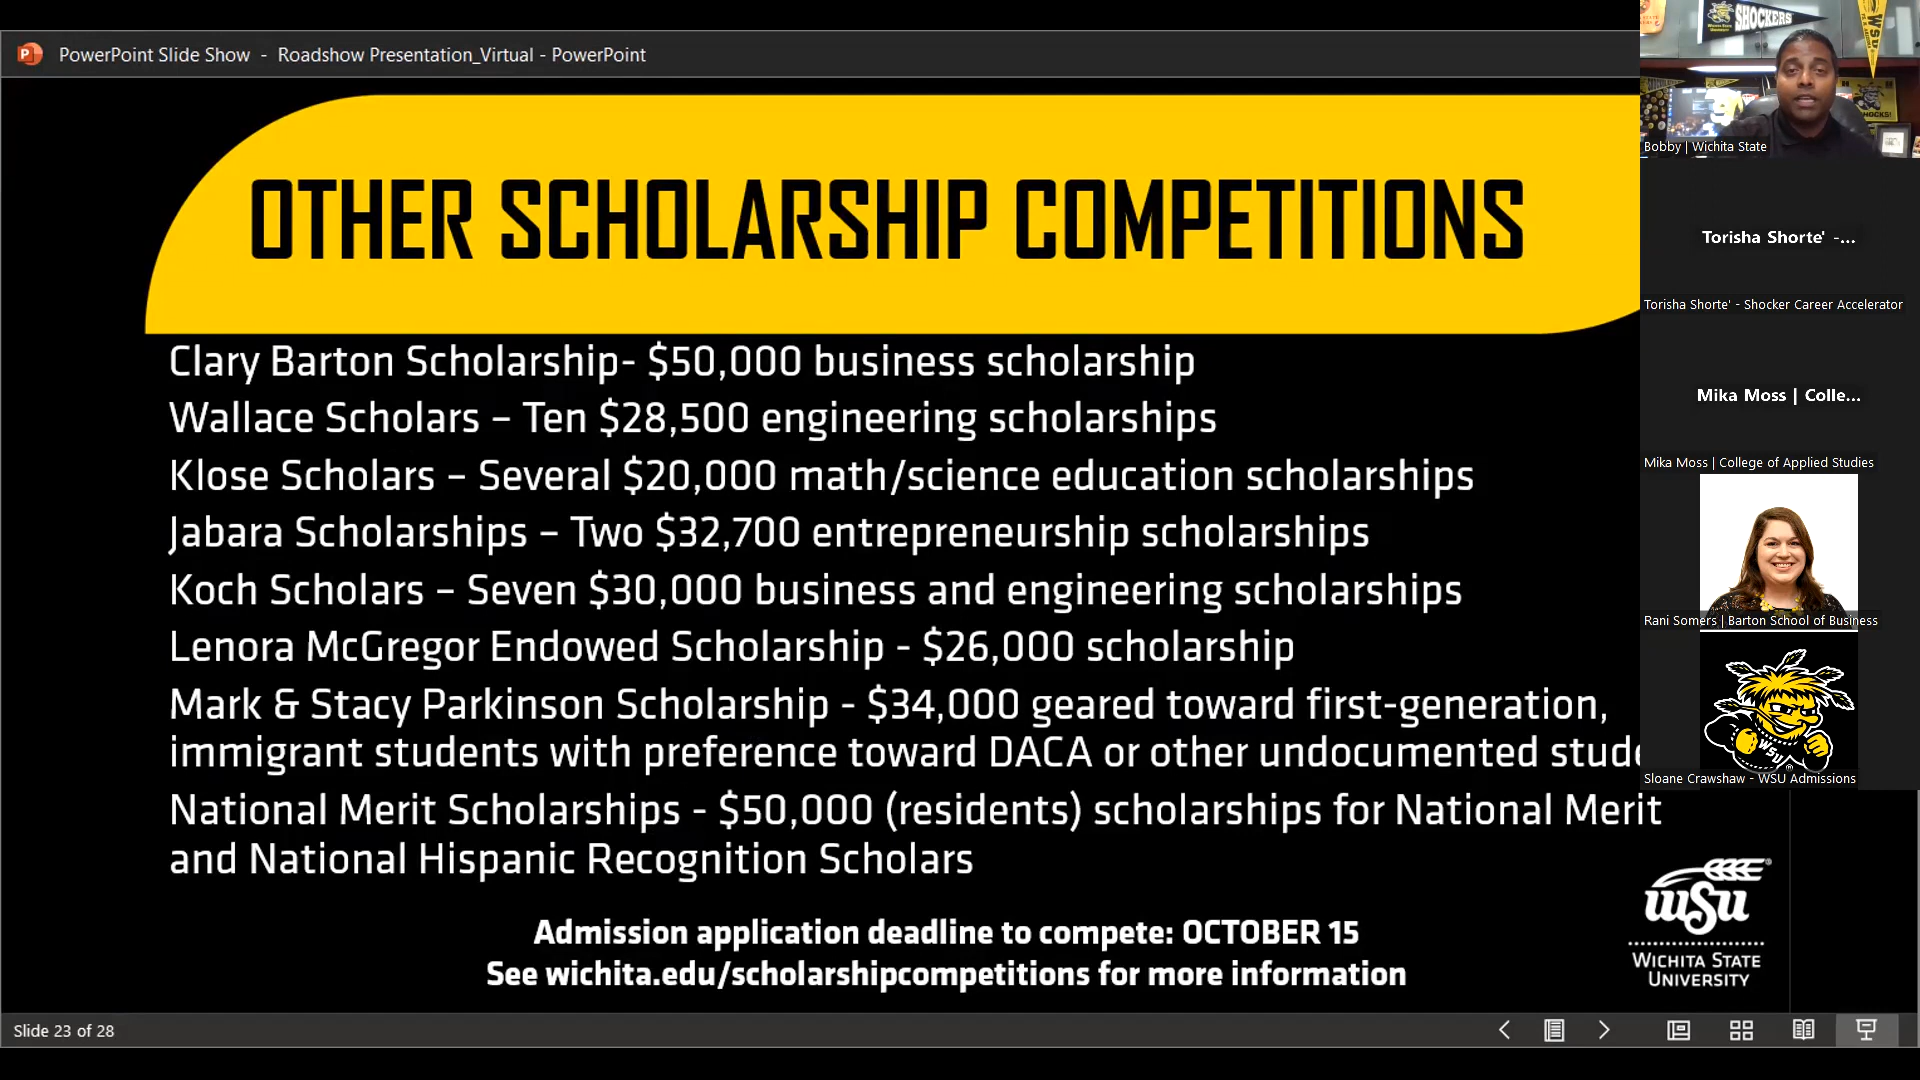 PowerPoint Slide Show - Roadshow Presentation_Virtual - PowerPoint
OTHER SCHOLARSHIP COMPETITIONS
Clary Barton Scholarship- $50,000 business scholarship
Wallace Scholars – Ten $28,500 engineering scholarships
Klose Scholars – Several $20,000 math/science education scholarships
Jabara Scholarships – Two $32,700 entrepreneurship scholarships
Koch Scholars – Seven $30,000 business and engineering scholarships
Lenora McGregor Endowed Scholarship - $26,000 scholarship
Mark & Stacy Parkinson Scholarship - $34,000 geared toward first-generation,
immigrant students with preference toward DACA or other undocumented stude
National Merit Scholarships - $50,000 (residents) scholarships for National Merit
and National Hispanic Recognition Scholars
Admission application deadline to compete: OCTOBER 15
See wichita.edu/scholarshipcompetitions for more information
WSU
WICHITA STATE
UNIVERSITY
Slide 23 of 28
SHOCKERS
WSU
Bobby | Wichita State
Torisha Shorte' -...
Torisha Shorte' - Shocker Career Accelerator
Mika Moss | Colle...
Mika Moss | College of Applied Studies
Rani Somers | Barton School of Business
WSU
Sloane Crawshaw - WSU Admissions